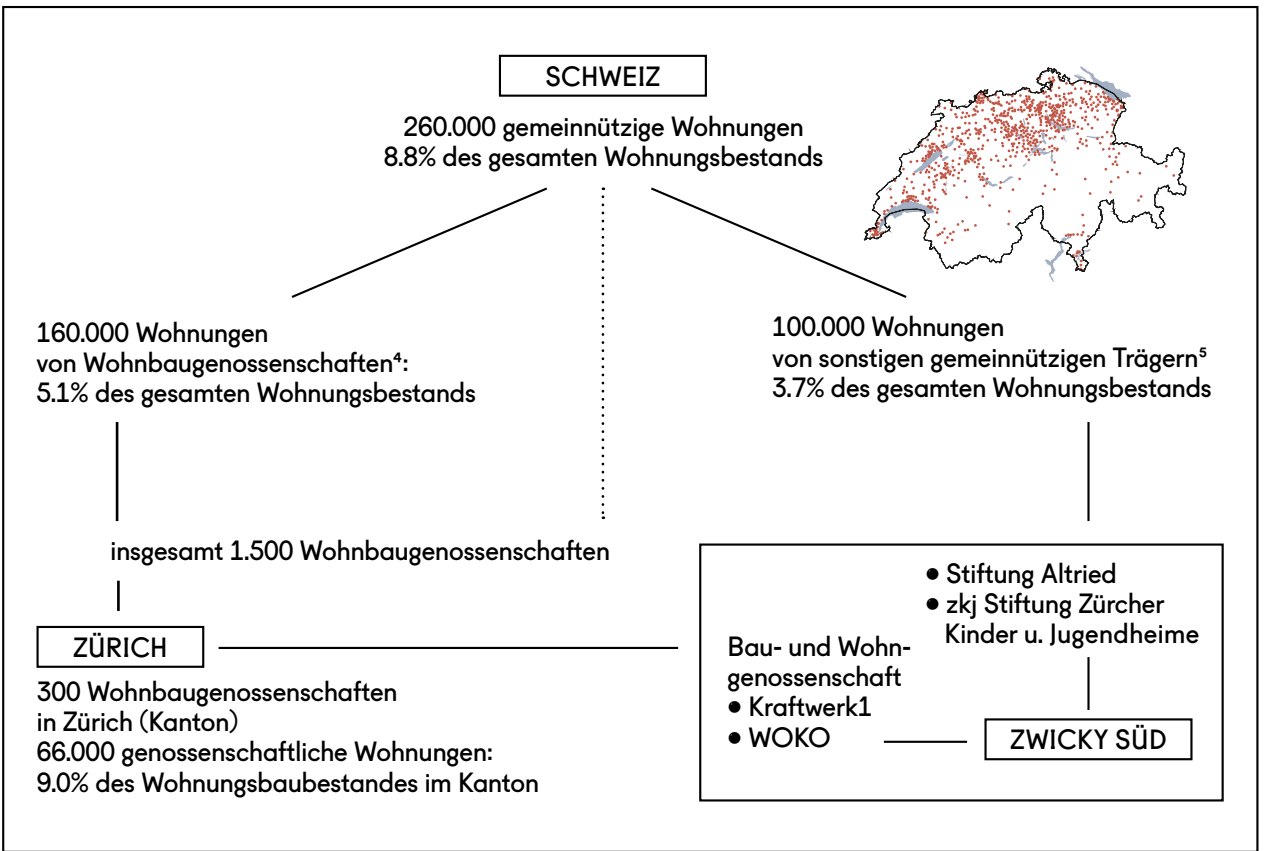 SCHWEIZ
260.000 gemeinnützige Wohnungen
8.8% des gesamten Wohnungsbestands
160.000 Wohnungen
von Wohnbaugenossenschaften⁴:
5.1% des gesamten Wohnungsbestands
100.000 Wohnungen
von sonstigen gemeinnützigen Trägern⁵
3.7% des gesamten Wohnungsbestands
insgesamt 1.500 Wohnbaugenossenschaften
ZÜRICH
300 Wohnbaugenossenschaften
in Zürich (Kanton)
66.000 genossenschaftliche Wohnungen:
9.0% des Wohnungsbaubestandes im Kanton
• Stiftung Altried
• zkj Stiftung Zürcher
Kinder u. Jugendheime
Bau- und Wohn-
genossenschaft
• Kraftwerk1
• WOKO
ZWICKY SÜD